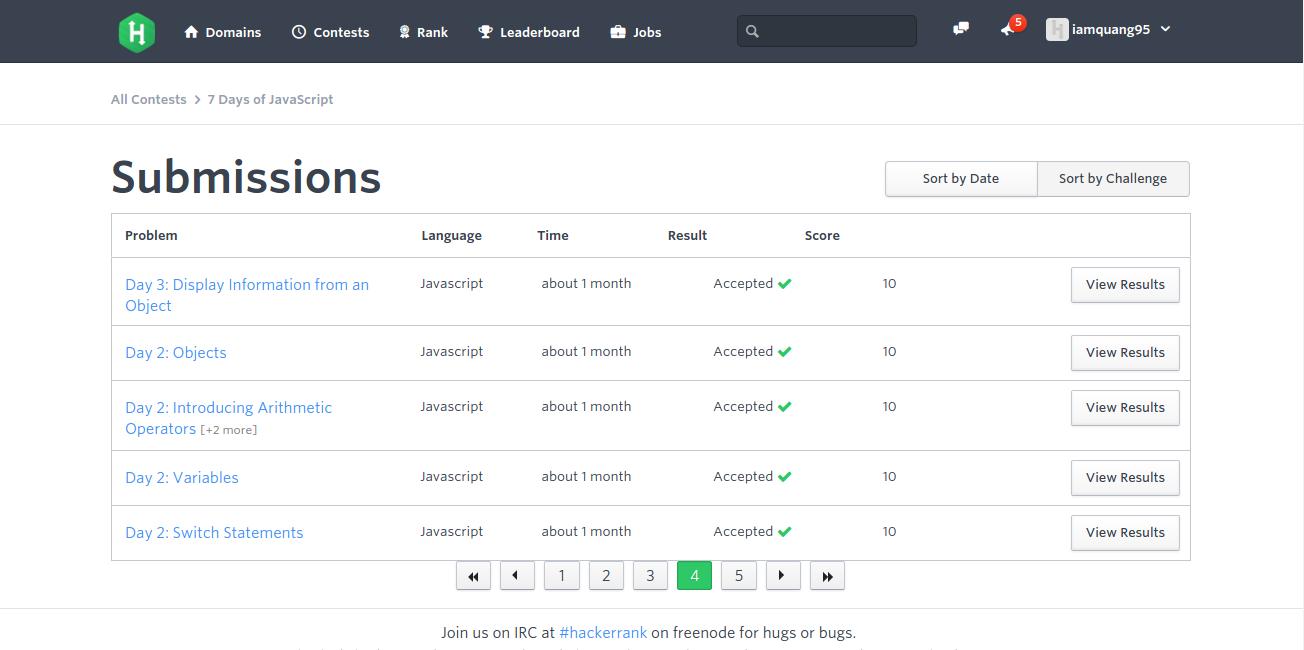 H Domains Contests Rank Leaderboard Jobs 5 H iamquang95
All Contests > 7 Days of JavaScript
Submissions
Sort by Date Sort by Challenge
Problem Language Time Result Score
Day 3: Display Information from an
Object
Javascript about 1 month Accepted 10 View Results
Day 2: Objects Javascript about 1 month Accepted 10 View Results
Day 2: Introducing Arithmetic
Operators [+2 more]
Javascript about 1 month Accepted 10 View Results
Day 2: Variables Javascript about 1 month Accepted 10 View Results
Day 2: Switch Statements Javascript about 1 month Accepted 10 View Results
1 2 3 4 5
Join us on IRC at #hackerrank on freenode for hugs or bugs.